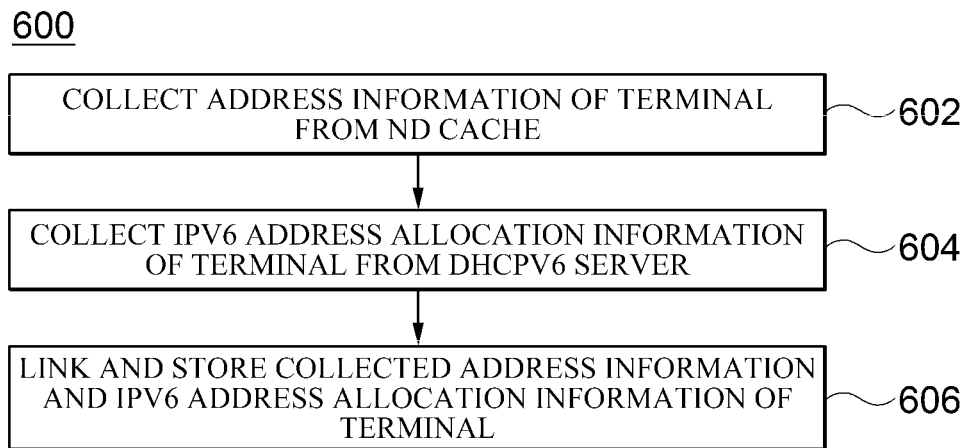 600
COLLECT ADDRESS INFORMATION OF TERMINAL
FROM ND CACHE
602
COLLECT IPV6 ADDRESS ALLOCATION INFORMATION
OF TERMINAL FROM DHCPV6 SERVER
604
LINK AND STORE COLLECTED ADDRESS INFORMATION
AND IPV6 ADDRESS ALLOCATION INFORMATION OF
TERMINAL
606